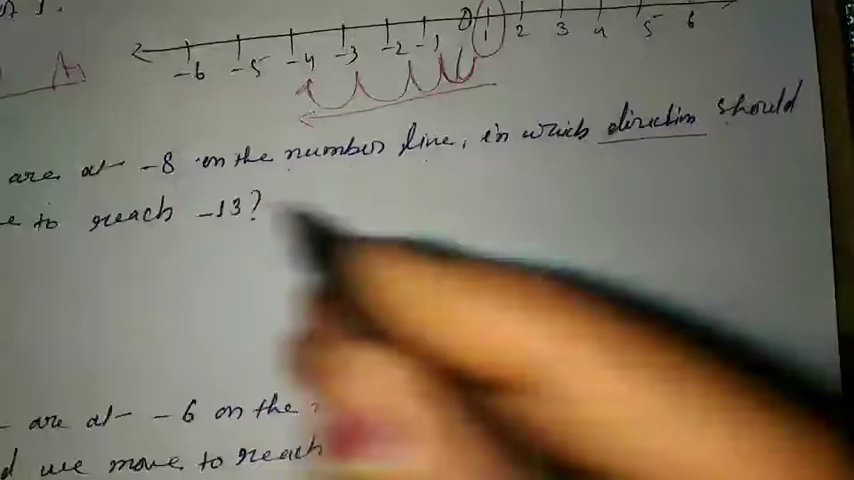 1.
-6 -5 -4 -3 -2 -1 0 1 2 3 4 5 6
are at -8 on the number line, in which direction should
to reach -13?
are at - 6 on the
we move to reach